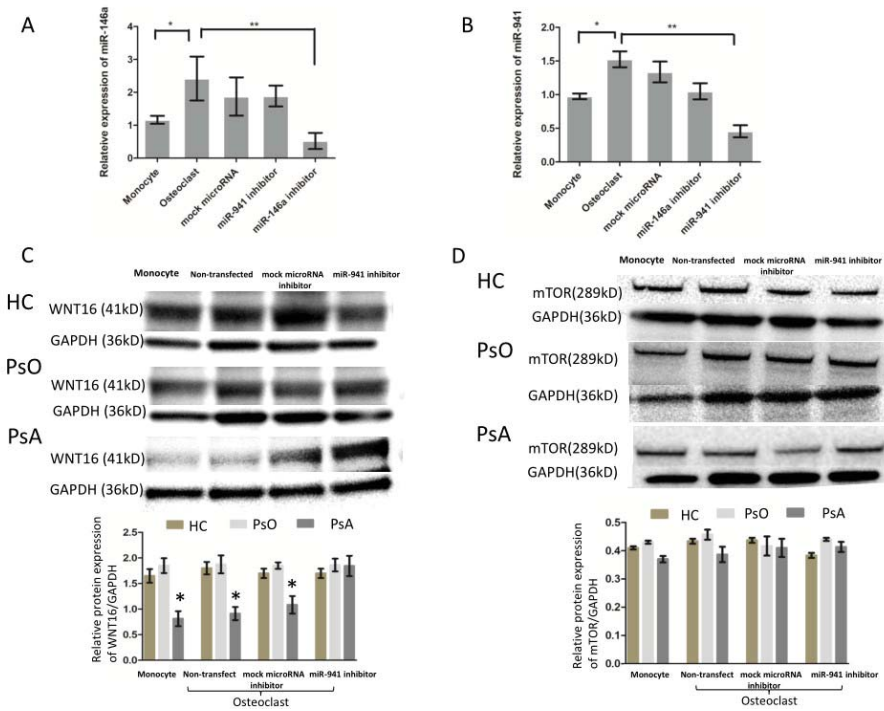 A
Relateive expression of miR-146a
4
3
2
1
0
*
**
Monocyte
Osteoclast
mock microRNA
miR-941 inhibitor
miR-146a inhibitor
B
Relateive expression of miR-941
2.0
1.5
1.0
0.5
0.0
*
**
Monocyte
Osteoclast
mock microRNA
miR-146a inhibitor
miR-941 inhibitor
C
Monocyte Non-transfected mock microRNA miR-941 inhibitor
inhibitor
HC
WNT16 (41kD)
GAPDH (36kD)
PsO
WNT16 (41kD)
GAPDH (36kD)
PsA
WNT16 (41kD)
GAPDH (36kD)
HC PsO PsA
Relative protein expression
of WNT16/GAPDH
2.5
2.0
1.5
1.0
0.5
0.0
* * *
Monocyte Non-transfect mock microRNA miR-941 inhibitor
inhibitor
Osteoclast
D
Monocyte Non-transfected mock microRNA miR-941 inhibitor
inhibitor
HC
mTOR(289kD)
GAPDH(36kD)
PsO
mTOR(289kD)
GAPDH(36kD)
PsA
mTOR(289kD)
GAPDH(36kD)
HC PsO PsA
Relative protein expression
of mTOR/GAPDH
0.5
0.4
0.3
0.2
0.1
0.0
Monocyte Non-transfect mock microRNA miR-941 inhibitor
inhibitor
Osteoclast